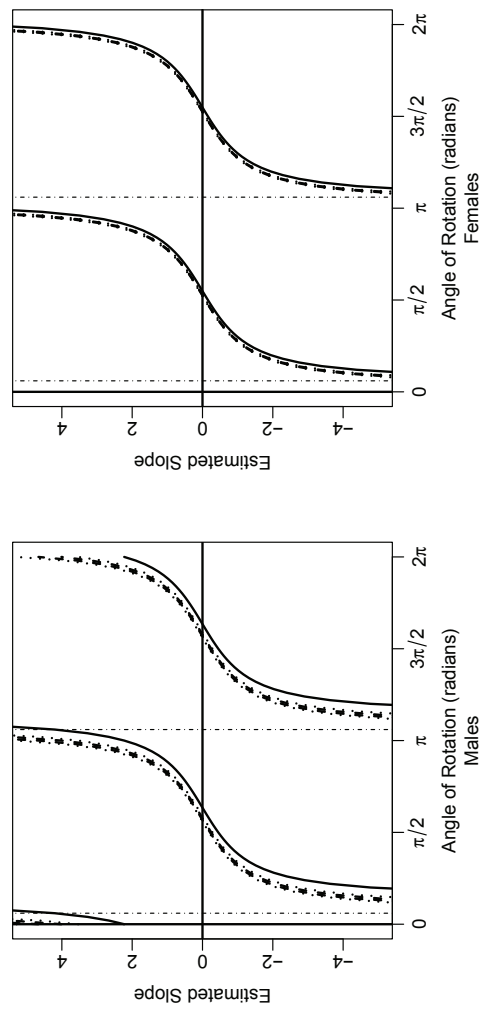 Estimated Slope
4
2
0
−2
−4
0
π/2
π
3π/2
2π
Angle of Rotation (radians)
Males
Estimated Slope
4
2
0
−2
−4
0
π/2
π
3π/2
2π
Angle of Rotation (radians)
Females